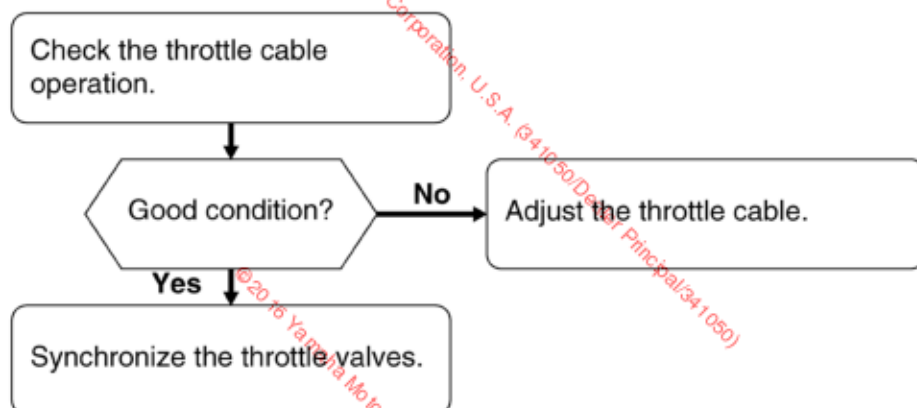 Check the throttle cable
operation.
Good condition?
No
Adjust the throttle cable.
Yes
Synchronize the throttle valves.
Corporation, U.S.A. (341050/Dealer Principal/341050)
©2016 Yamaha Moto